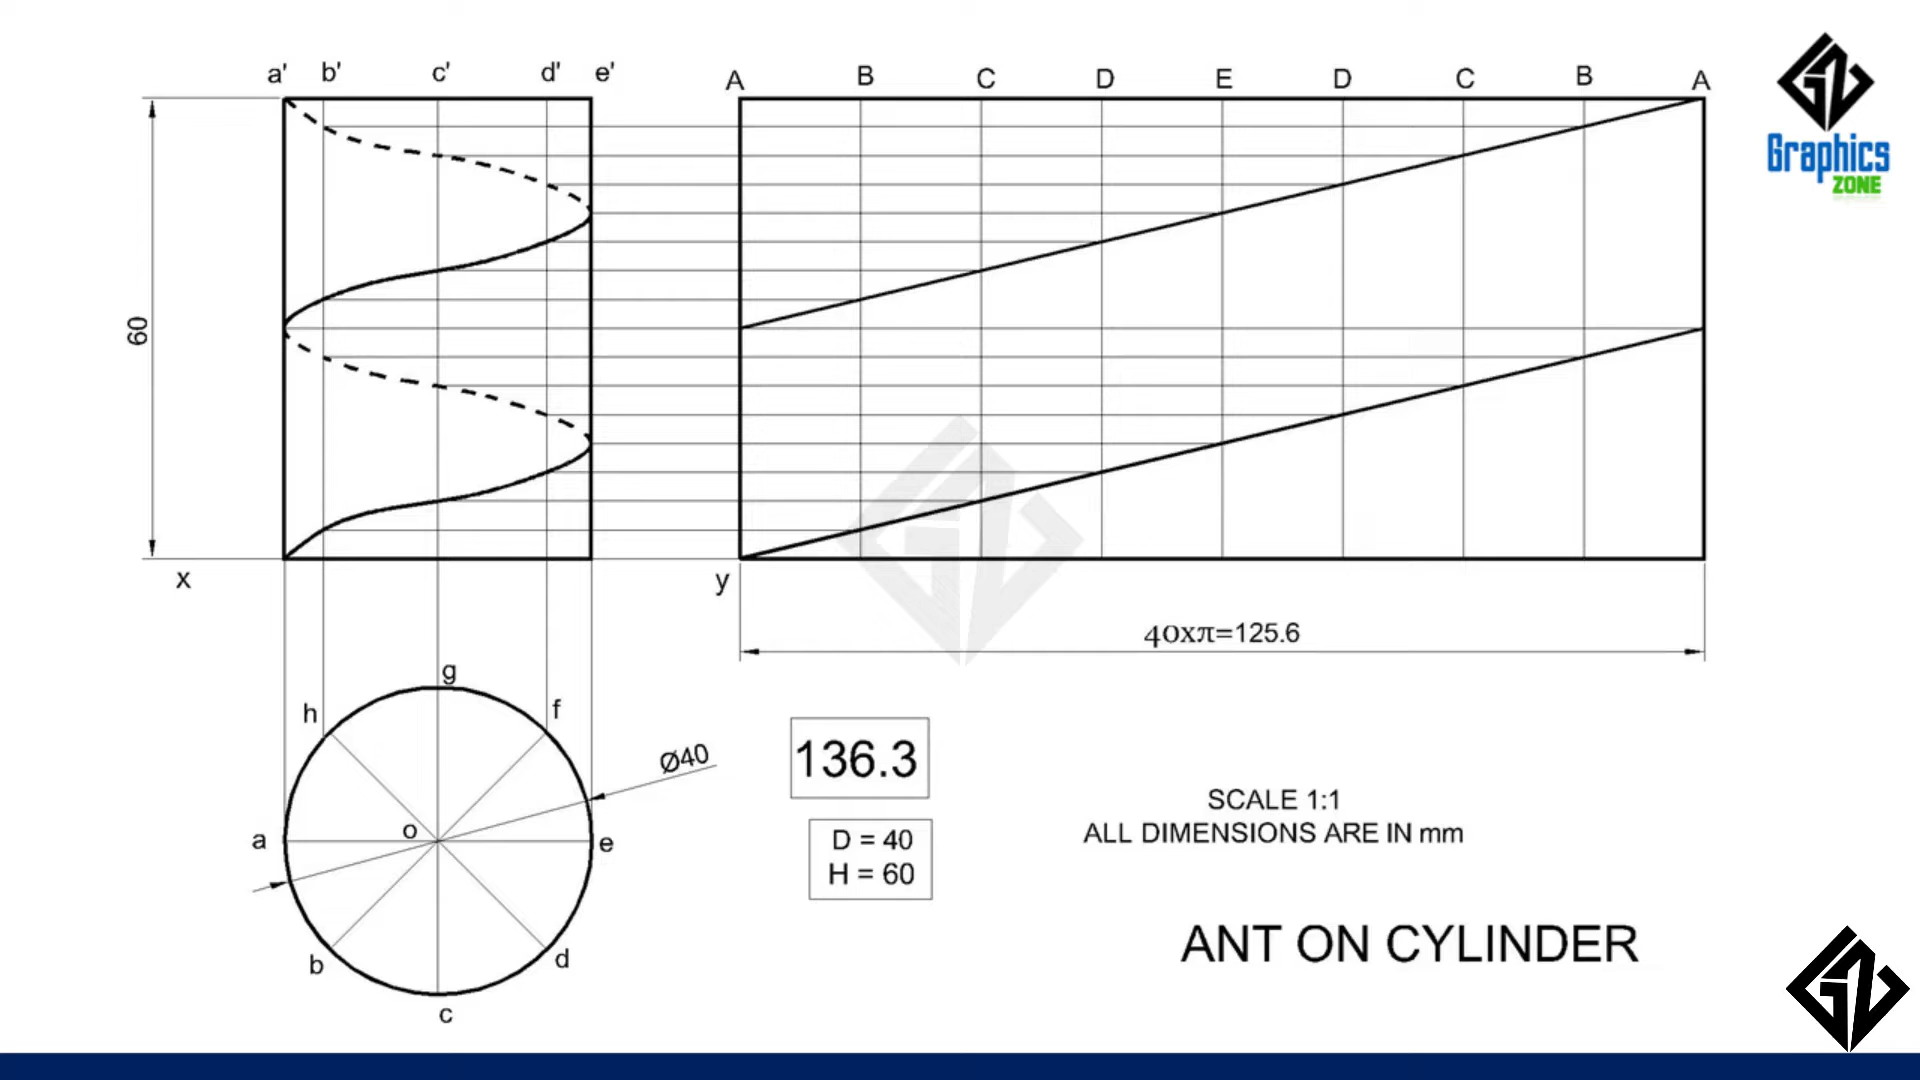 a' b' c' d' e'
A B C D E D C B A
Graphics
ZONE
60
x y
40xπ=125.6
g
h f
Ø40
136.3
a o e
D = 40
H = 60
SCALE 1:1
ALL DIMENSIONS ARE IN mm
b d
c
ANT ON CYLINDER